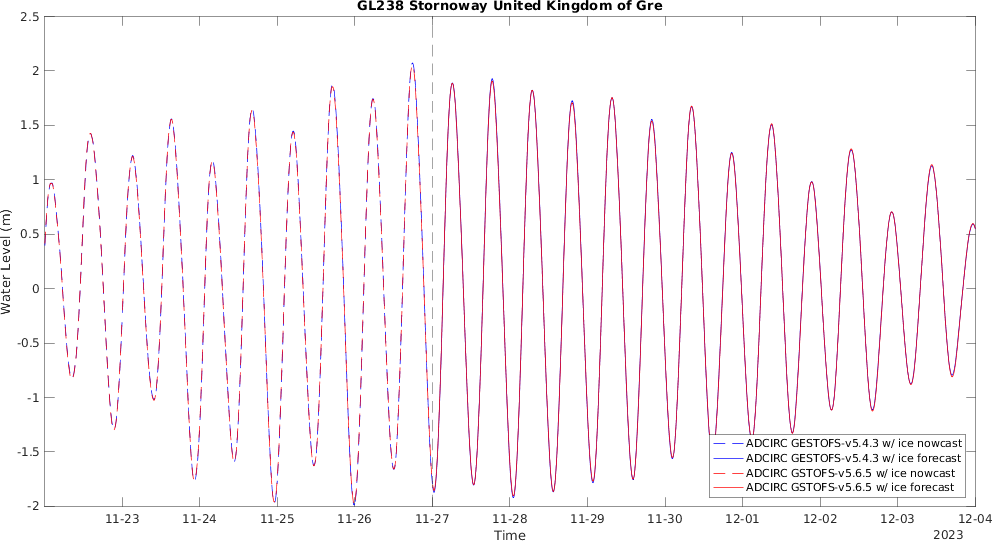 GL238 Stornoway United Kingdom of Gre
2.5
2
1.5
1
0.5
0
-0.5
-1
-1.5
-2
Water Level (m)
ADCIRC GESTOFS-v5.4.3 w/ ice nowcast
ADCIRC GESTOFS-v5.4.3 w/ ice forecast
ADCIRC GSTOFS-v5.6.5 w/ ice nowcast
ADCIRC GSTOFS-v5.6.5 w/ ice forecast
11-23 11-24 11-25 11-26 11-27 11-28 11-29 11-30 12-01 12-02 12-03 12-04
Time
2023